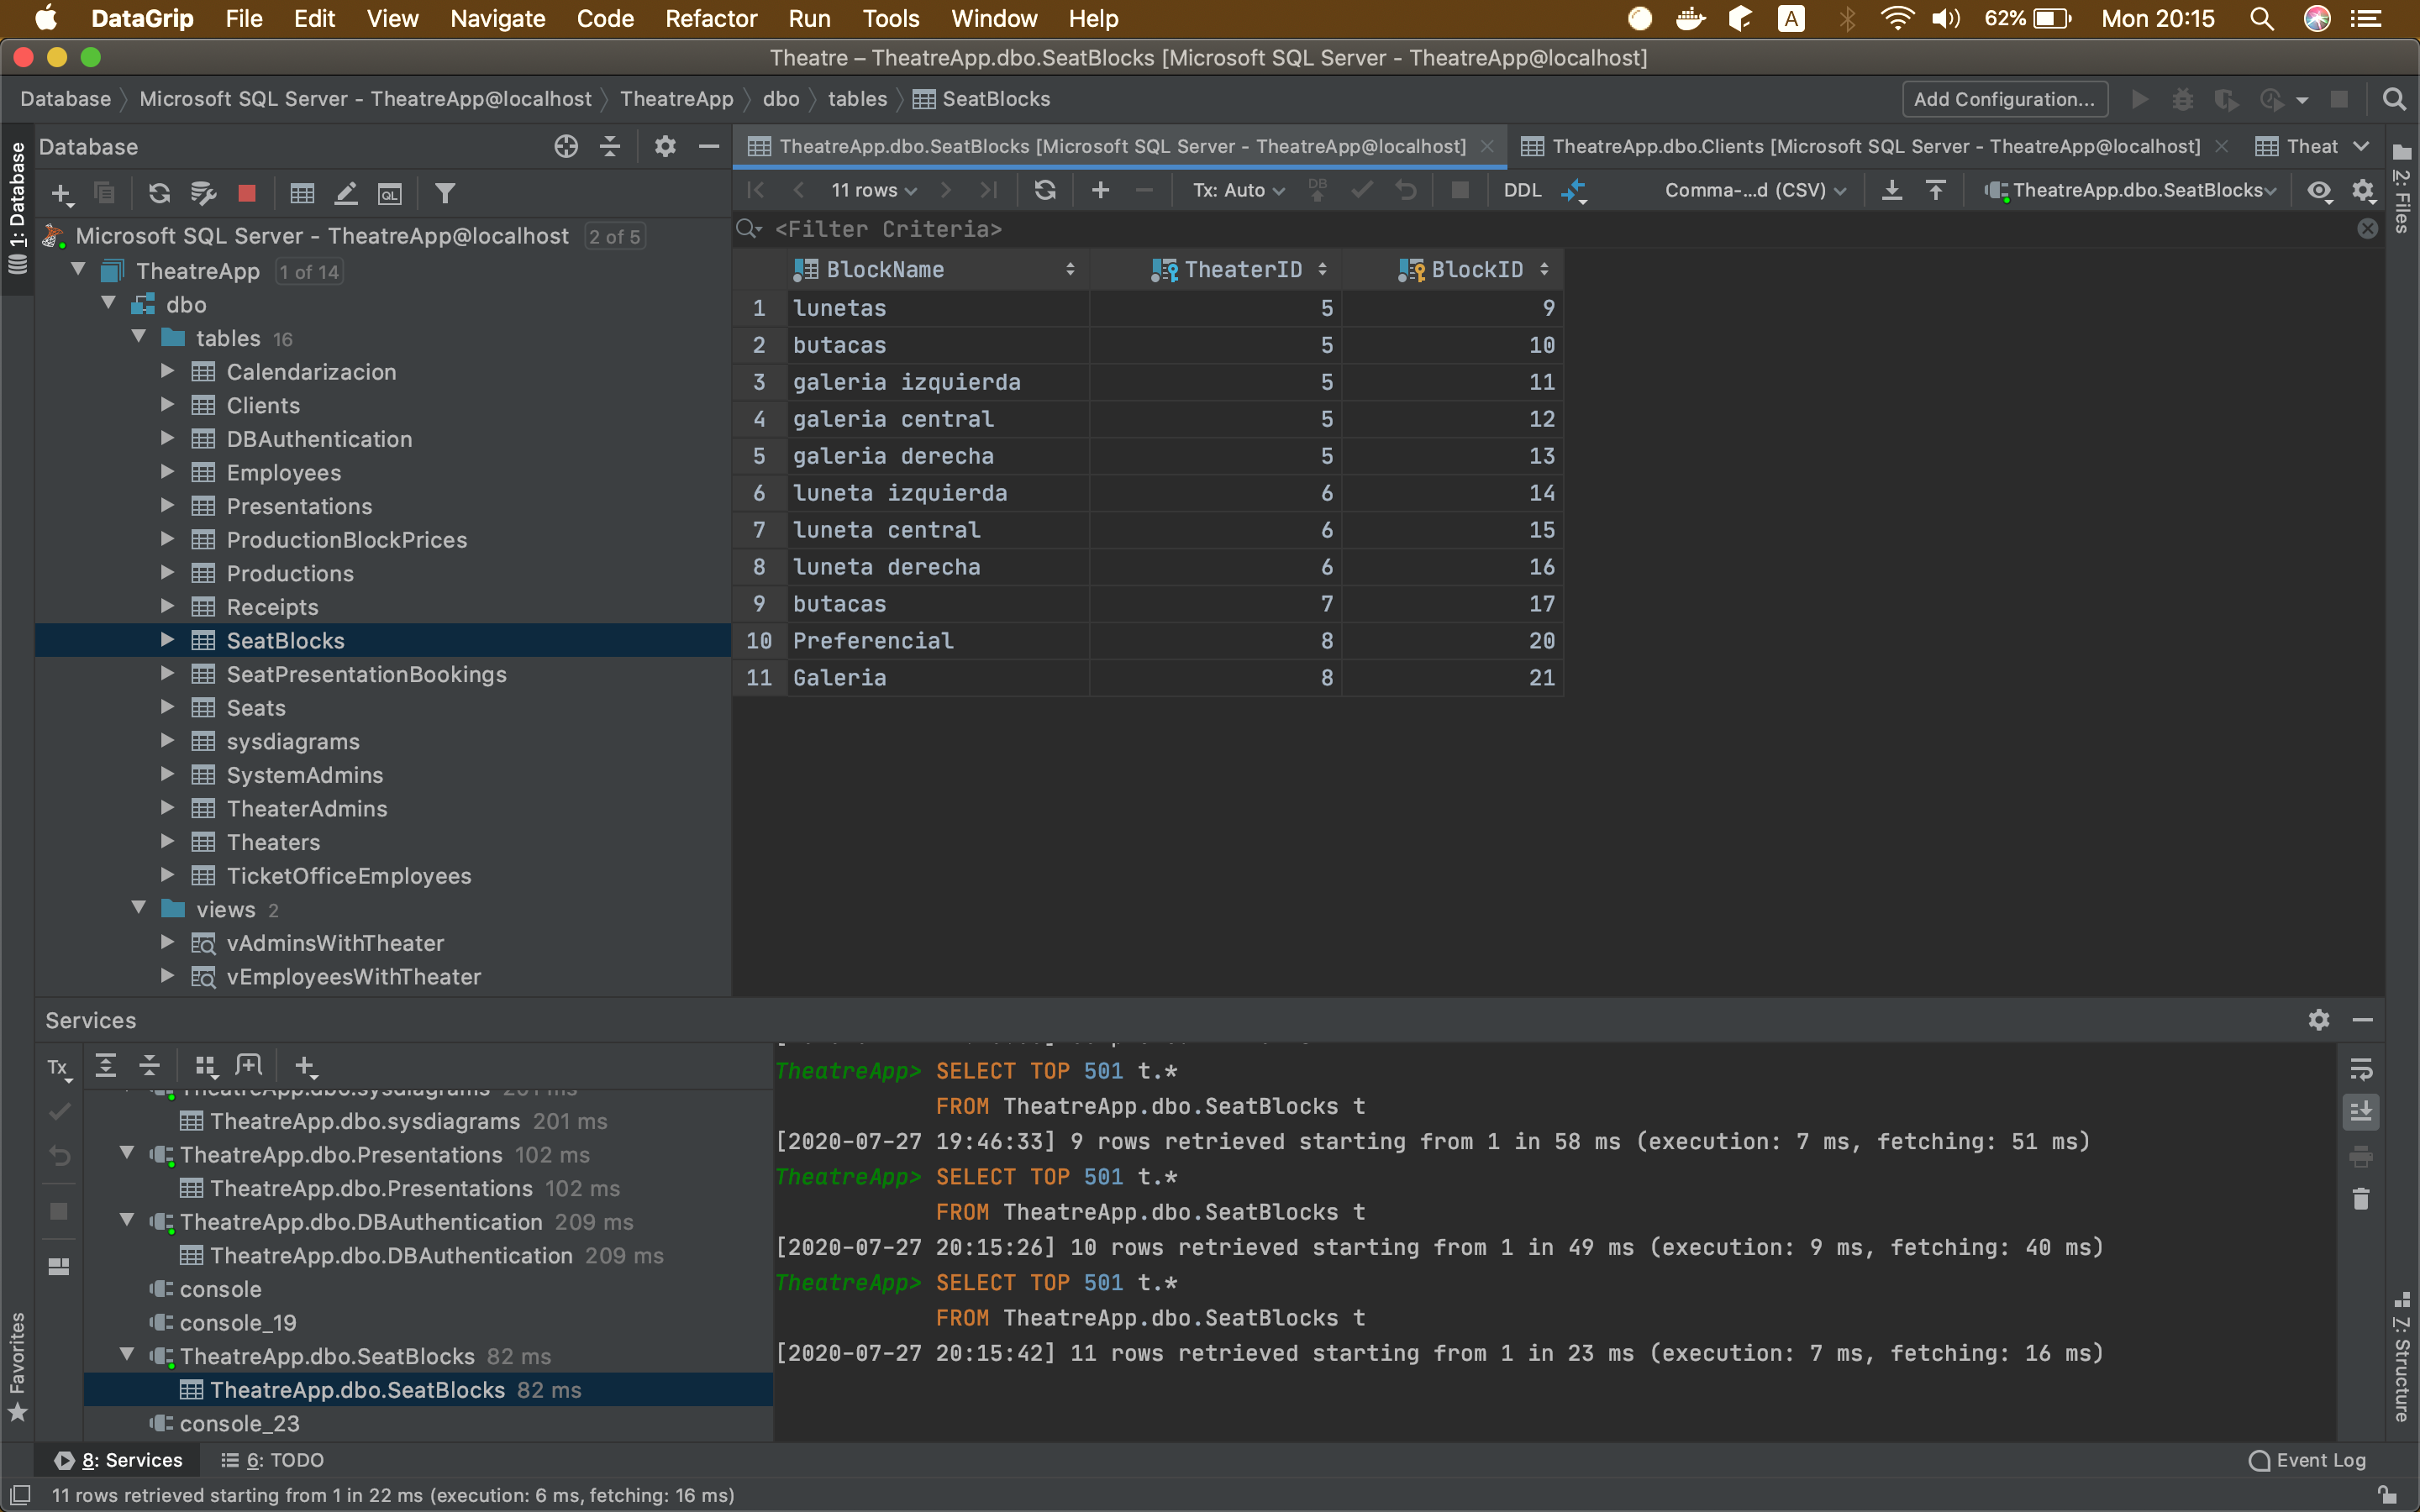 DataGrip File Edit View Navigate Code Refactor Run Tools Window Help A 62% Mon 20:15
Theatre – TheatreApp.dbo.SeatBlocks [Microsoft SQL Server - TheatreApp@localhost]
Database Microsoft SQL Server - TheatreApp@localhost TheatreApp dbo tables SeatBlocks Add Configuration...
1: Database
Database
Microsoft SQL Server - TheatreApp@localhost 2 of 5
TheatreApp 1 of 14
dbo
tables 16
Calendarizacion
Clients
DBAuthentication
Employees
Presentations
ProductionBlockPrices
Productions
Receipts
SeatBlocks
SeatPresentationBookings
Seats
sysdiagrams
SystemAdmins
TheaterAdmins
Theaters
TicketOfficeEmployees
views 2
vAdminsWithTheater
vEmployeesWithTheater
TheatreApp.dbo.SeatBlocks [Microsoft SQL Server - TheatreApp@localhost] TheatreApp.dbo.Clients [Microsoft SQL Server - TheatreApp@localhost] Theat
11 rows Tx: Auto DB DDL Comma-...d (CSV) TheatreApp.dbo.SeatBlocks
<Filter Criteria>
BlockName TheaterID BlockID
1 lunetas 5 9
2 butacas 5 10
3 galeria izquierda 5 11
4 galeria central 5 12
5 galeria derecha 5 13
6 luneta izquierda 6 14
7 luneta central 6 15
8 luneta derecha 6 16
9 butacas 7 17
10 Preferencial 8 20
11 Galeria 8 21
2: Files
Services
Tx
TheatreApp.dbo.sysdiagrams 201 ms
TheatreApp.dbo.sysdiagrams 201 ms
TheatreApp.dbo.Presentations 102 ms
TheatreApp.dbo.Presentations 102 ms
TheatreApp.dbo.DBAuthentication 209 ms
TheatreApp.dbo.DBAuthentication 209 ms
console
console_19
TheatreApp.dbo.SeatBlocks 82 ms
TheatreApp.dbo.SeatBlocks 82 ms
console_23
TheatreApp> SELECT TOP 501 t.*
FROM TheatreApp.dbo.SeatBlocks t
[2020-07-27 19:46:33] 9 rows retrieved starting from 1 in 58 ms (execution: 7 ms, fetching: 51 ms)
TheatreApp> SELECT TOP 501 t.*
FROM TheatreApp.dbo.SeatBlocks t
[2020-07-27 20:15:26] 10 rows retrieved starting from 1 in 49 ms (execution: 9 ms, fetching: 40 ms)
TheatreApp> SELECT TOP 501 t.*
FROM TheatreApp.dbo.SeatBlocks t
[2020-07-27 20:15:42] 11 rows retrieved starting from 1 in 23 ms (execution: 7 ms, fetching: 16 ms)
Favorites
7: Structure
8: Services 6: TODO Event Log
11 rows retrieved starting from 1 in 22 ms (execution: 6 ms, fetching: 16 ms)